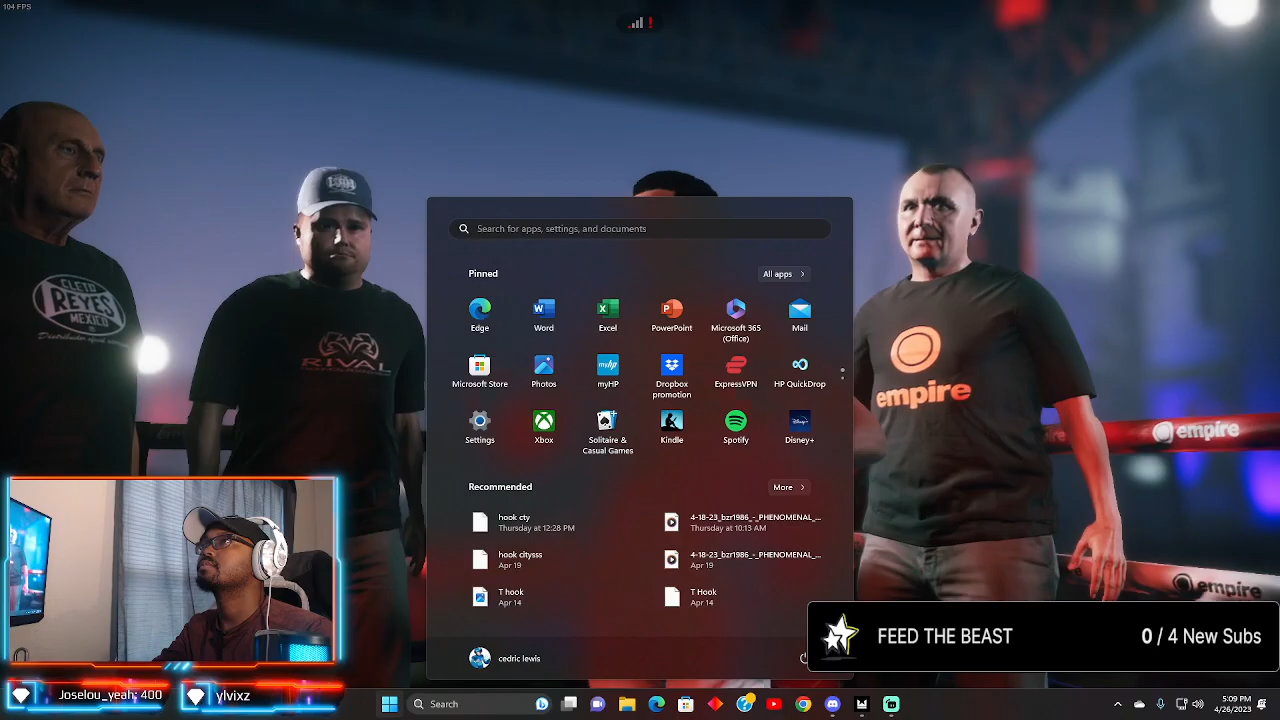 104 FPS
Search for apps, settings, and documents
Pinned
All apps
Edge
Word
Excel
PowerPoint
Microsoft 365
(Office)
Mail
Microsoft Store
Photos
myhp
myHP
Dropbox
promotion
ExpressVPN
HP QuickDrop
Settings
Xbox
Solitaire &
Casual Games
Kindle
Spotify
Disney+
Recommended
More
hook cty
Thursday at 12:28 PM
4-18-23_bzr1986_-_PHENOMENAL_...
Thursday at 10:13 AM
hook citysss
Apr 19
4-18-23_bzr1986_-_PHENOMENAL_...
Apr 19
T hook
Apr 14
T Hook
Apr 14
cedric lewis
CLETO
REYES
MEXICO
RIVAL
empire
empire
empire
FEED THE BEAST
0 / 4 New Subs
Joselou_yeah: 400
ylvixz
Search
5:09 PM
4/26/2023